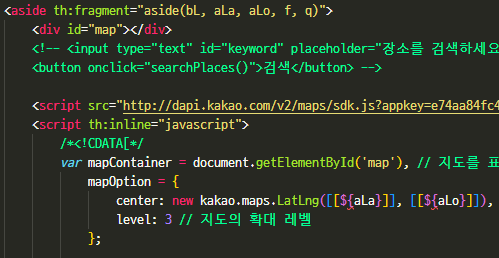 <aside th:fragment="aside(bL, aLa, aLo, f, q)">
<div id="map"></div>
<!-- <input type="text" id="keyword" placeholder="장소를 검색하세요
<button onclick="searchPlaces()">검색</button> -->
<script src="http://dapi.kakao.com/v2/maps/sdk.js?appkey=e74aa84fc4
<script th:inline="javascript">
/*<![CDATA[*/
var mapContainer = document.getElementById('map'), // 지도를 표
mapOption = {
center: new kakao.maps.LatLng([[${aLa}]], [[${aLo}]]),
level: 3 // 지도의 확대 레벨
};